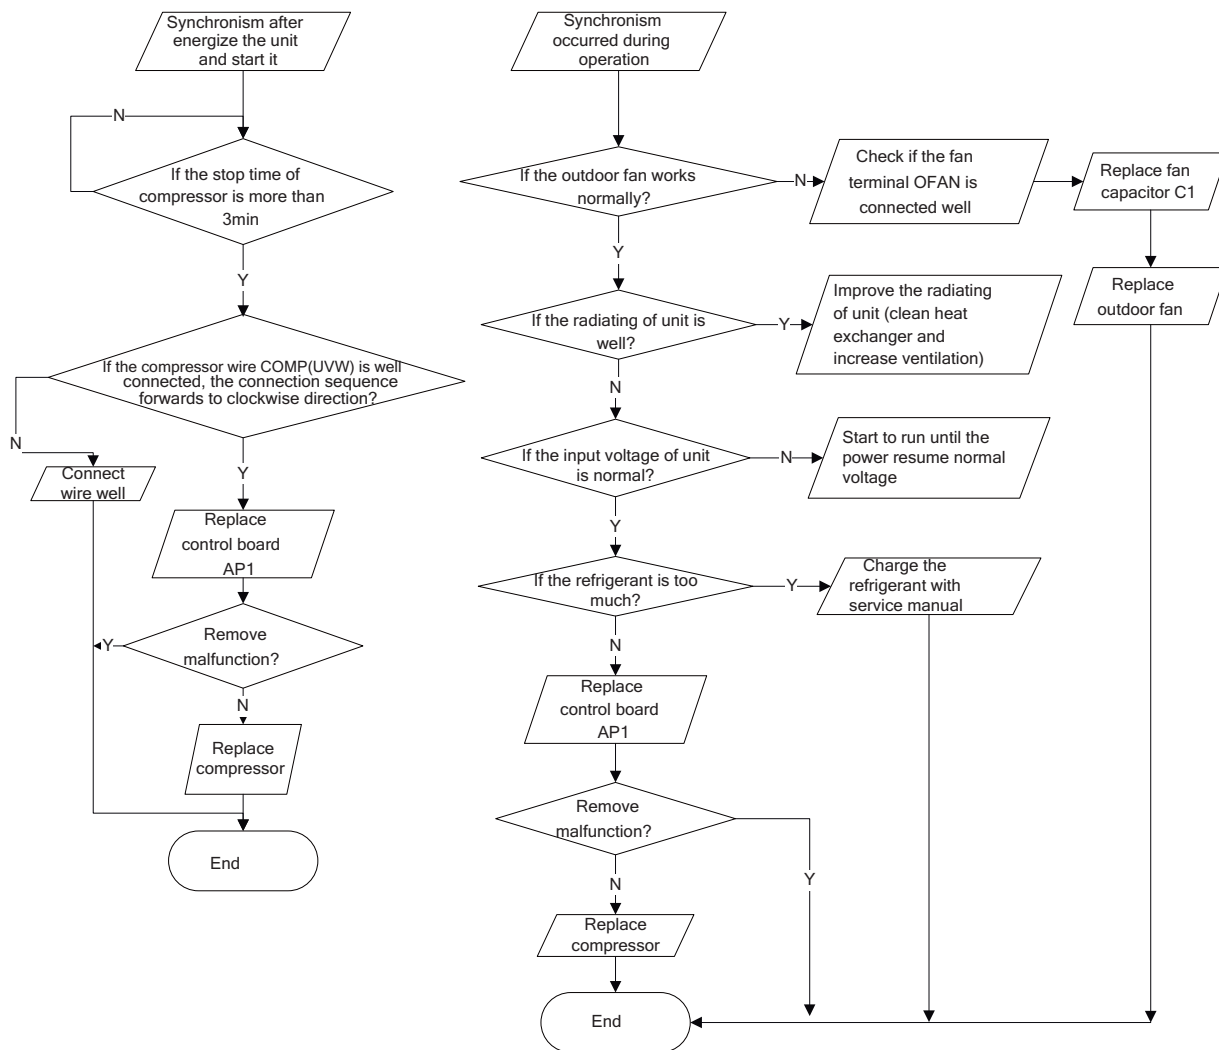 Synchronism after
energize the unit
and start it
N
If the stop time of
compressor is more than
3min
Y
If the compressor wire COMP(UVW) is well
connected, the connection sequence
forwards to clockwise direction?
N
Connect
wire well
Y
Replace
control board
AP1
Remove
malfunction?
Y
N
Replace
compressor
End
Synchronism
occurred during
operation
If the outdoor fan works
normally?
N
Check if the fan
terminal OFAN is
connected well
Replace fan
capacitor C1
Replace
outdoor fan
Y
If the radiating of unit is
well?
Y
Improve the radiating
of unit (clean heat
exchanger and
increase ventilation)
N
If the input voltage of unit
is normal?
N
Start to run until the
power resume normal
voltage
Y
If the refrigerant is too
much?
Y
Charge the
refrigerant with
service manual
N
Replace
control board
AP1
Remove
malfunction?
Y
N
Replace
compressor
End